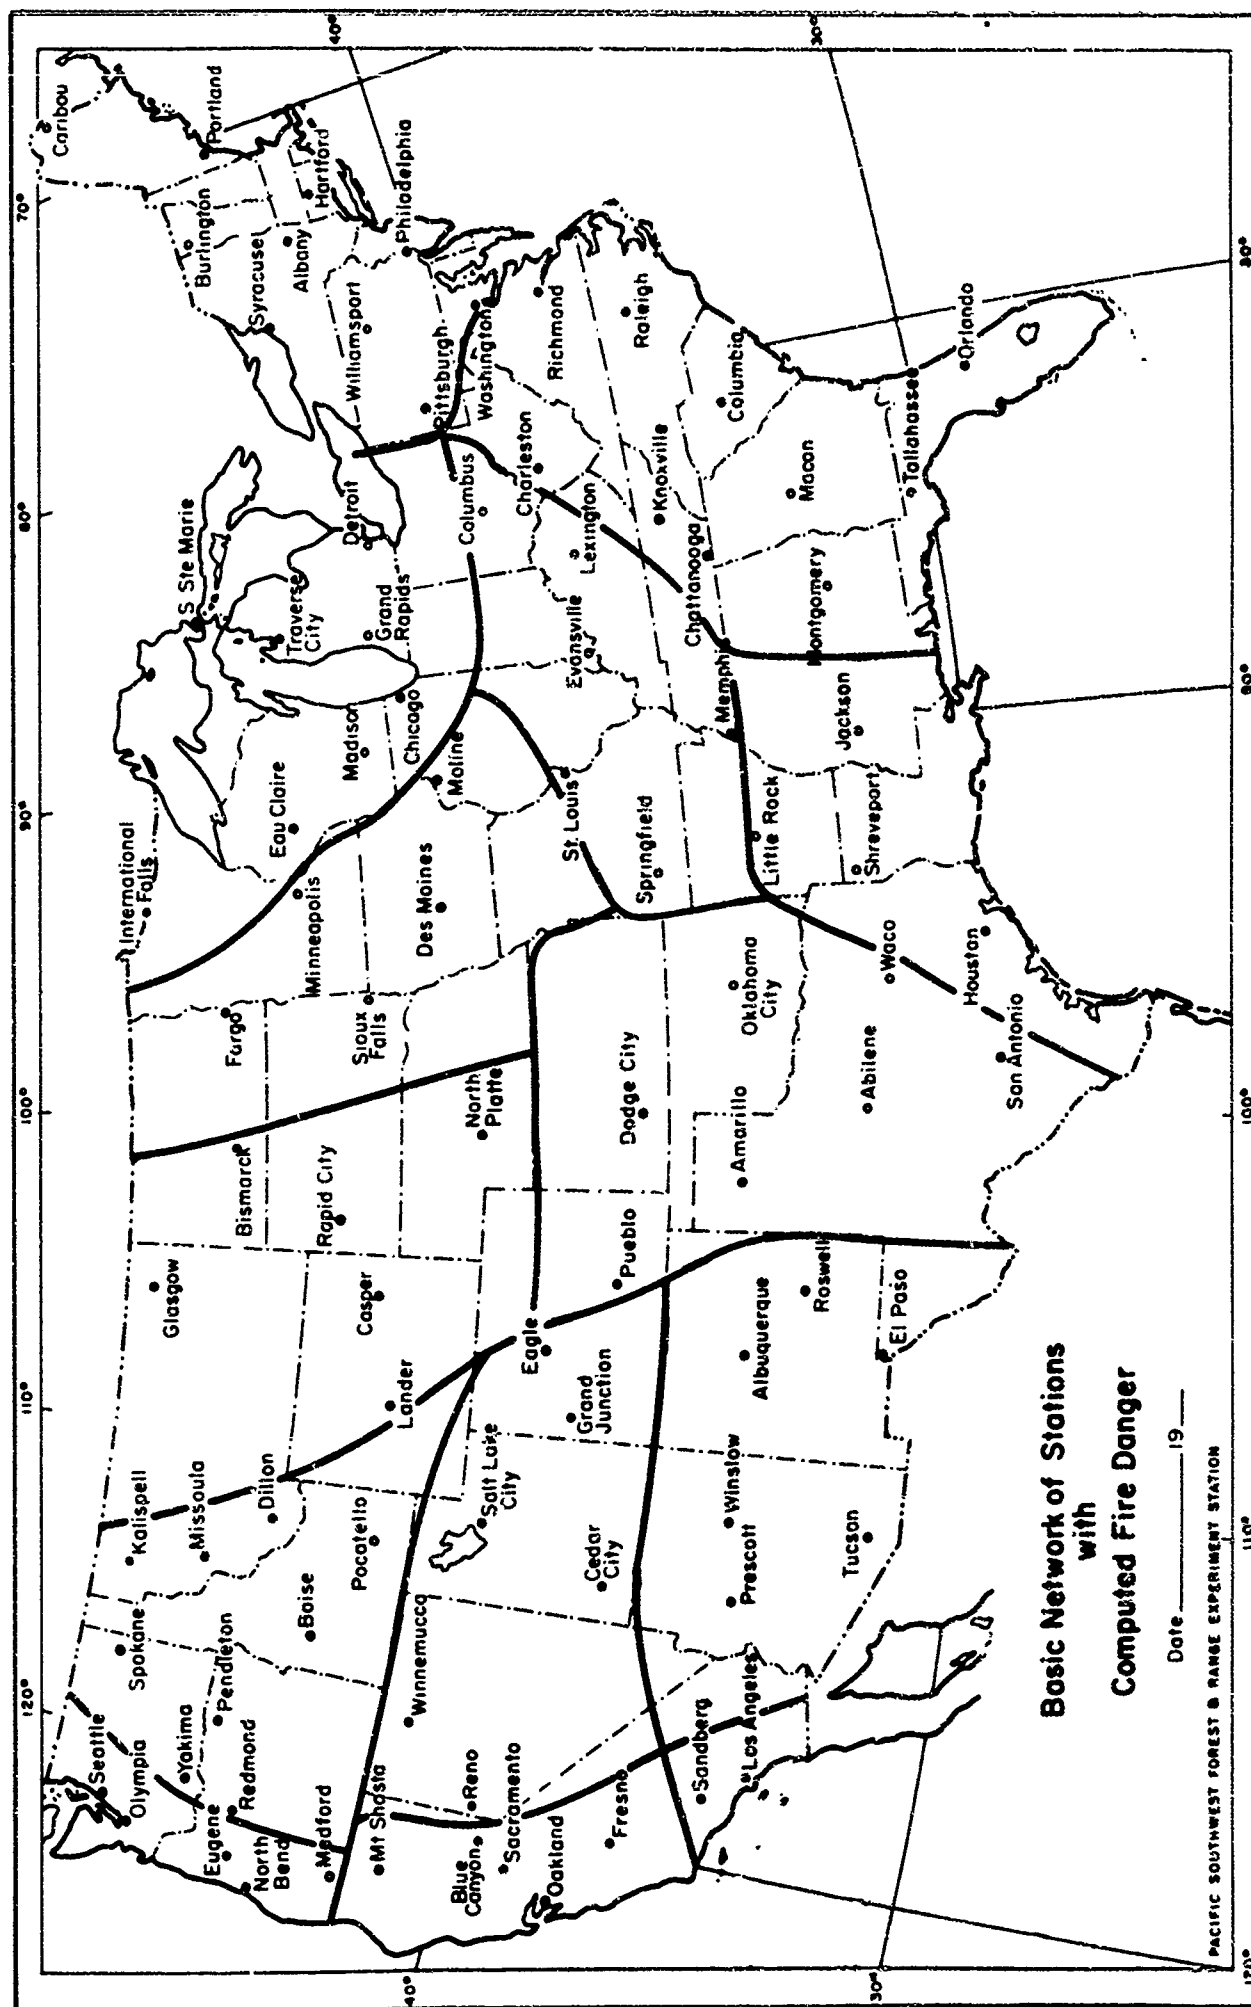 70°
80°
90°
100°
110°
120°
40°
30°
80°
90°
100°
110°
120°
40°
30°
Caribou
Portland
Burlington
Syracuse
Albany
Hartford
Williamsport
Philadelphia
Pittsburgh
Washington
Richmond
Raleigh
Columbia
Orlando
Tallahassee
Macon
Charleston
Knoxville
Columbus
Lexington
Chattanooga
Montgomery
Detroit
S. Ste Marie
Traverse
City
Grand
Rapids
Evansville
Memphis
Jackson
Chicago
Madison
Moline
Eau Claire
St. Louis
Springfield
Little Rock
Shreveport
International
Falls
Minneapolis
Des Moines
Fargo
Sioux
Falls
Oklahoma
City
Waco
Houston
San Antonio
Abilene
Dodge City
North
Platte
Bismarck
Rapid City
Amarillo
Pueblo
Roswell
El Paso
Albuquerque
Glasgow
Casper
Lander
Eagle
Grand
Junction
Kalispell
Missoula
Dillon
Pocatello
Salt Lake
City
Cedar
City
Winslow
Prescott
Tucson
Spokane
Pendleton
Boise
Winnemucca
Seattle
Olympia
Yakima
Redmond
Eugene
North
Bend
Medford
Mt Shasta
Reno
Blue
Canyon
Sacramento
Oakland
Fresno
Sandberg
Los Angeles
Basic Network of Stations
with
Computed Fire Danger
Date 19
PACIFIC SOUTHWEST FOREST & RANGE EXPERIMENT STATION